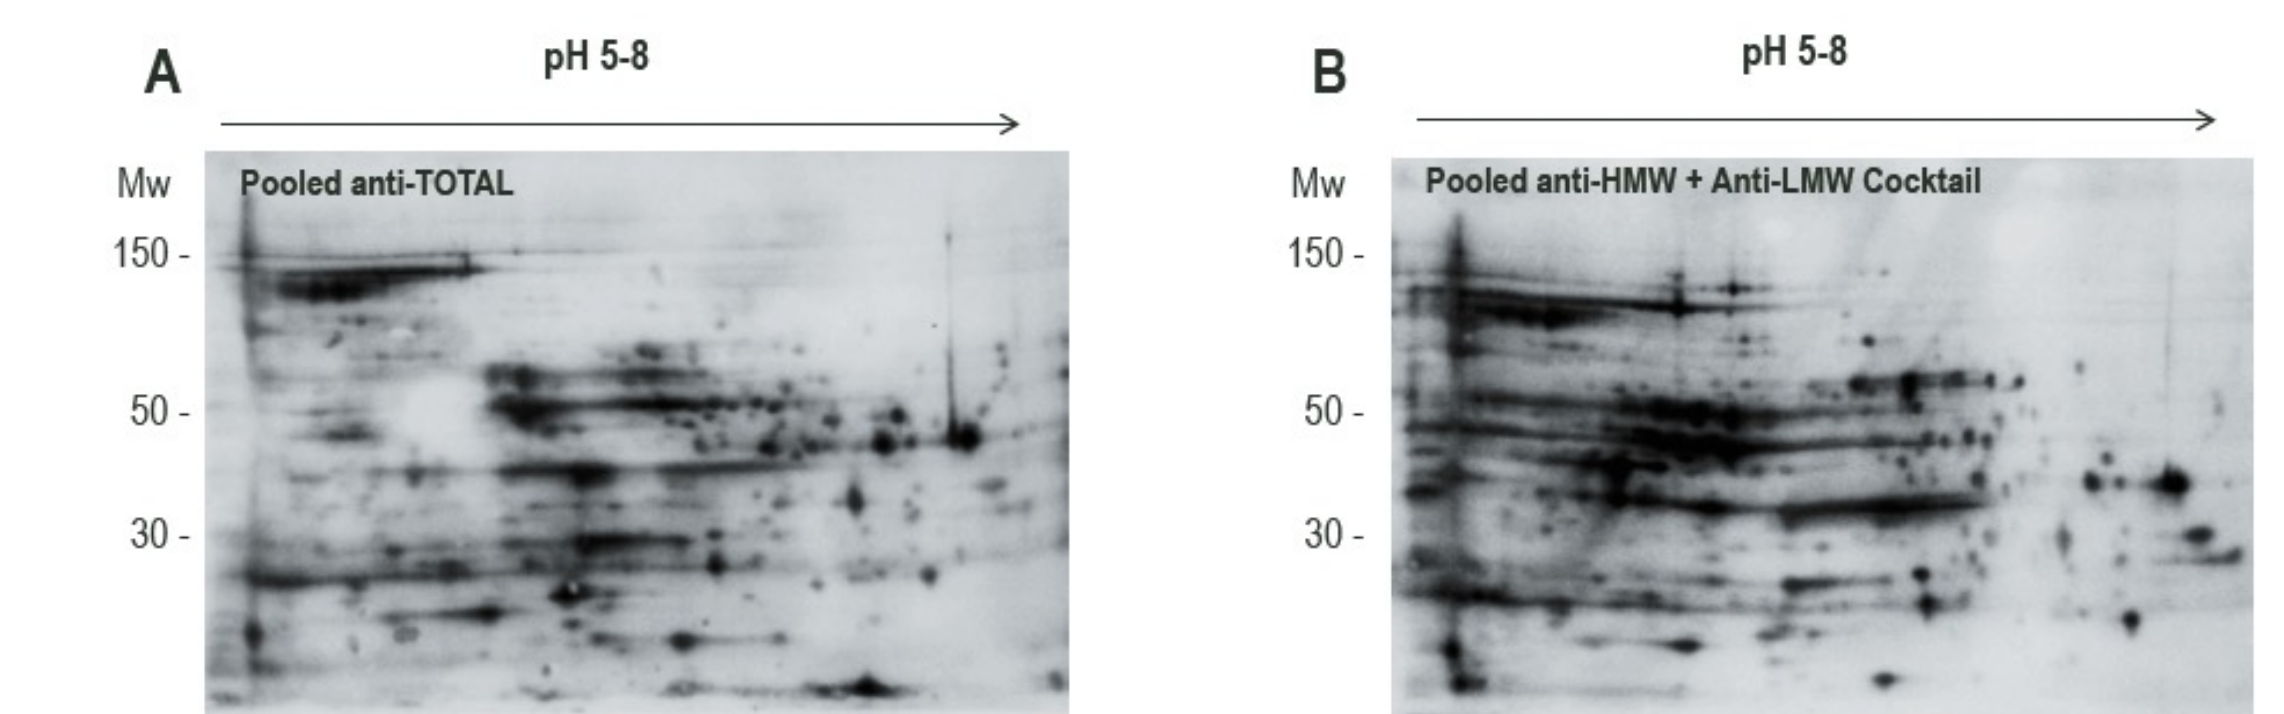 A
pH 5-8
Mw
Pooled anti-TOTAL
150 -
50 -
30 -
B
pH 5-8
Mw
Pooled anti-HMW + Anti-LMW Cocktail
150 -
50 -
30 -